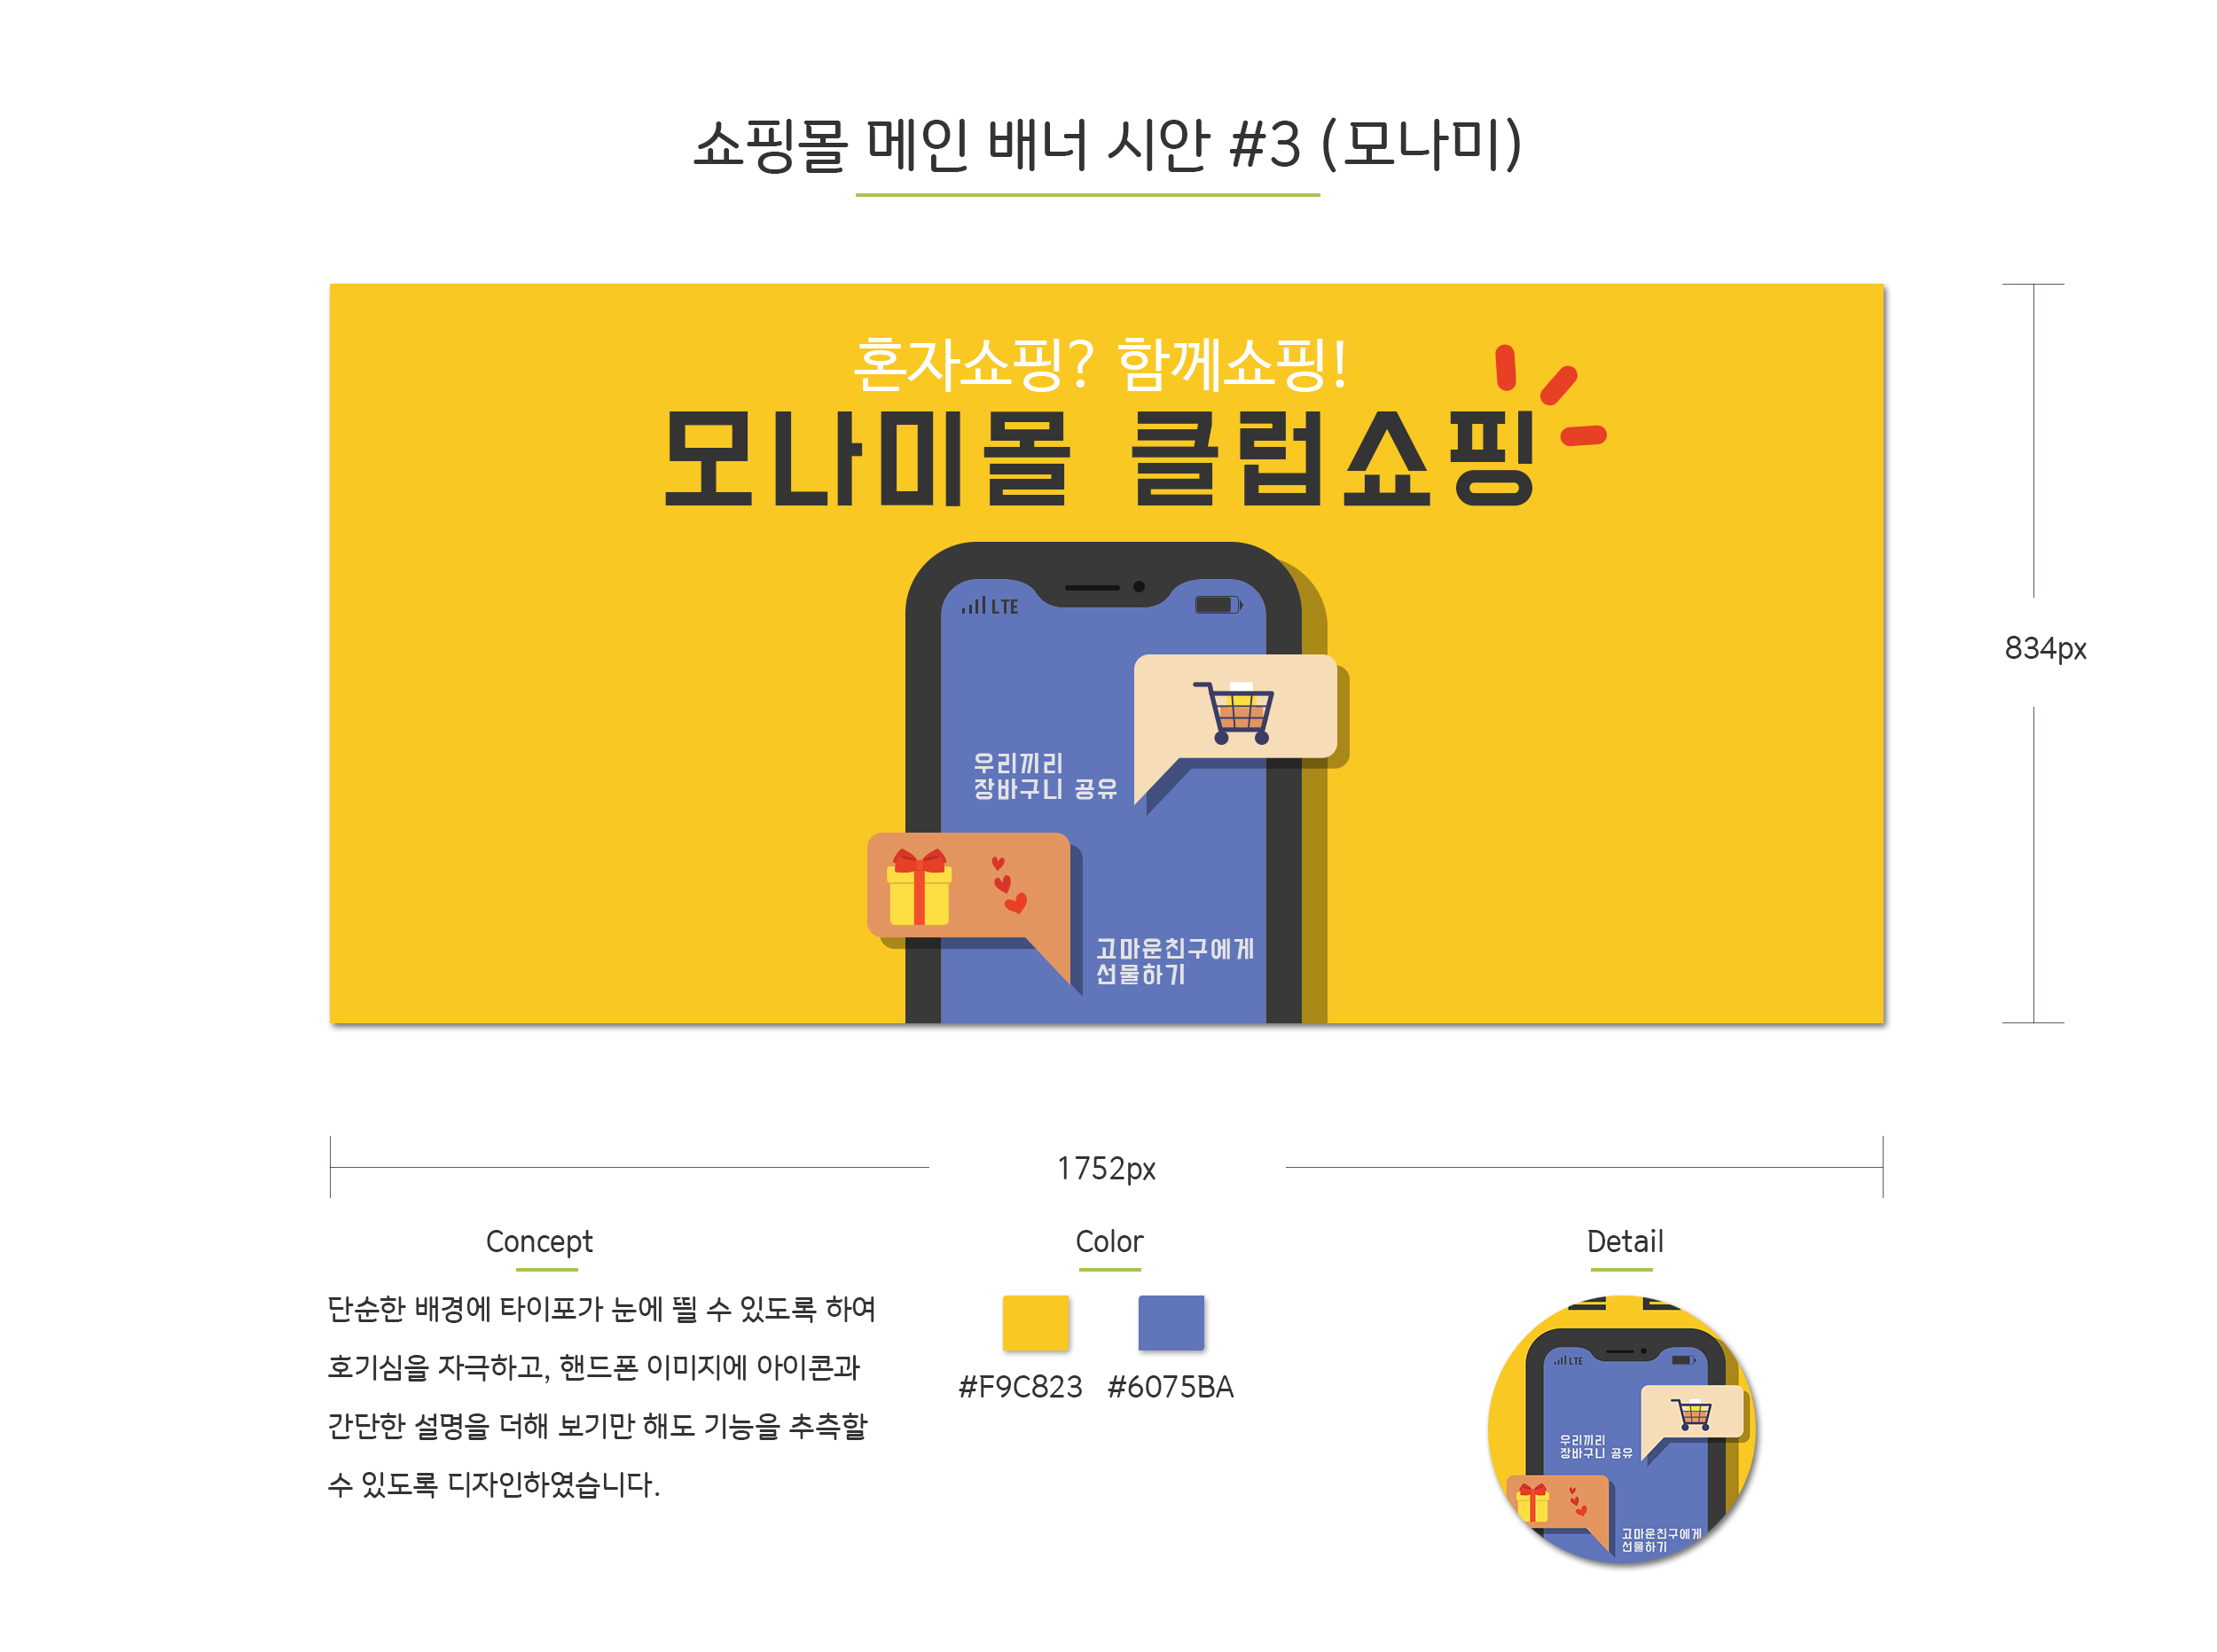 쇼핑몰 메인 배너 시안 #3 (모나미)
혼자쇼핑? 함께쇼핑!
모나미몰 클럽쇼핑
LTE
우리끼리
장바구니 공유
고마운친구에게
선물하기
834px
1752px
Concept
단순한 배경에 타이포가 눈에 띌 수 있도록 하여
호기심을 자극하고, 핸드폰 이미지에 아이콘과
간단한 설명을 더해 보기만 해도 기능을 추측할
수 있도록 디자인하였습니다.
Color
#F9C823 #6075BA
Detail
LTE
우리끼리
장바구니 공유
고마운친구에게
선물하기